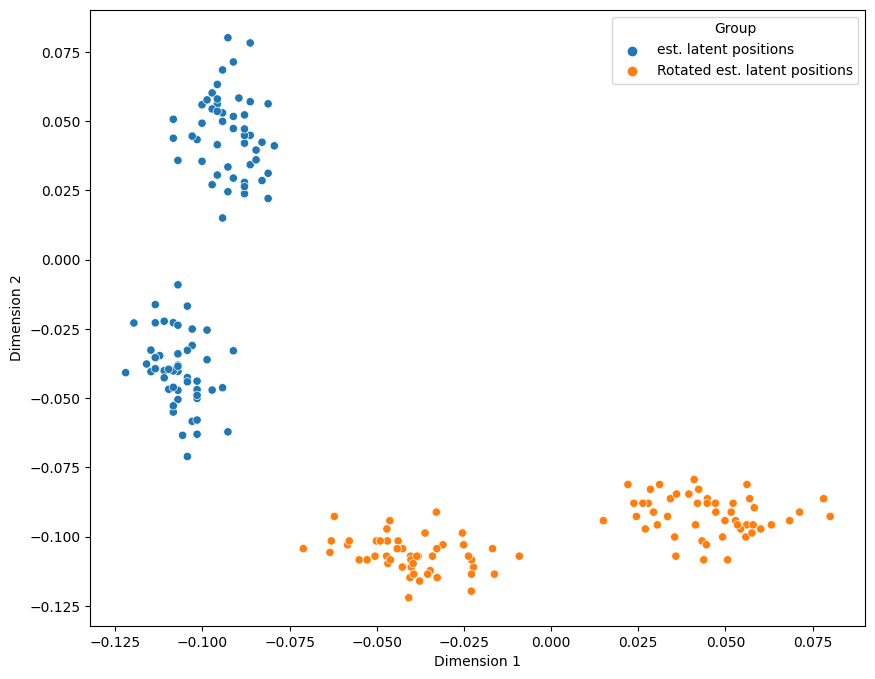 Group
est. latent positions
Rotated est. latent positions
0.075
0.050
0.025
0.000
−0.025
−0.050
−0.075
−0.100
−0.125
Dimension 2
−0.125 −0.100 −0.075 −0.050 −0.025 0.000 0.025 0.050 0.075
Dimension 1